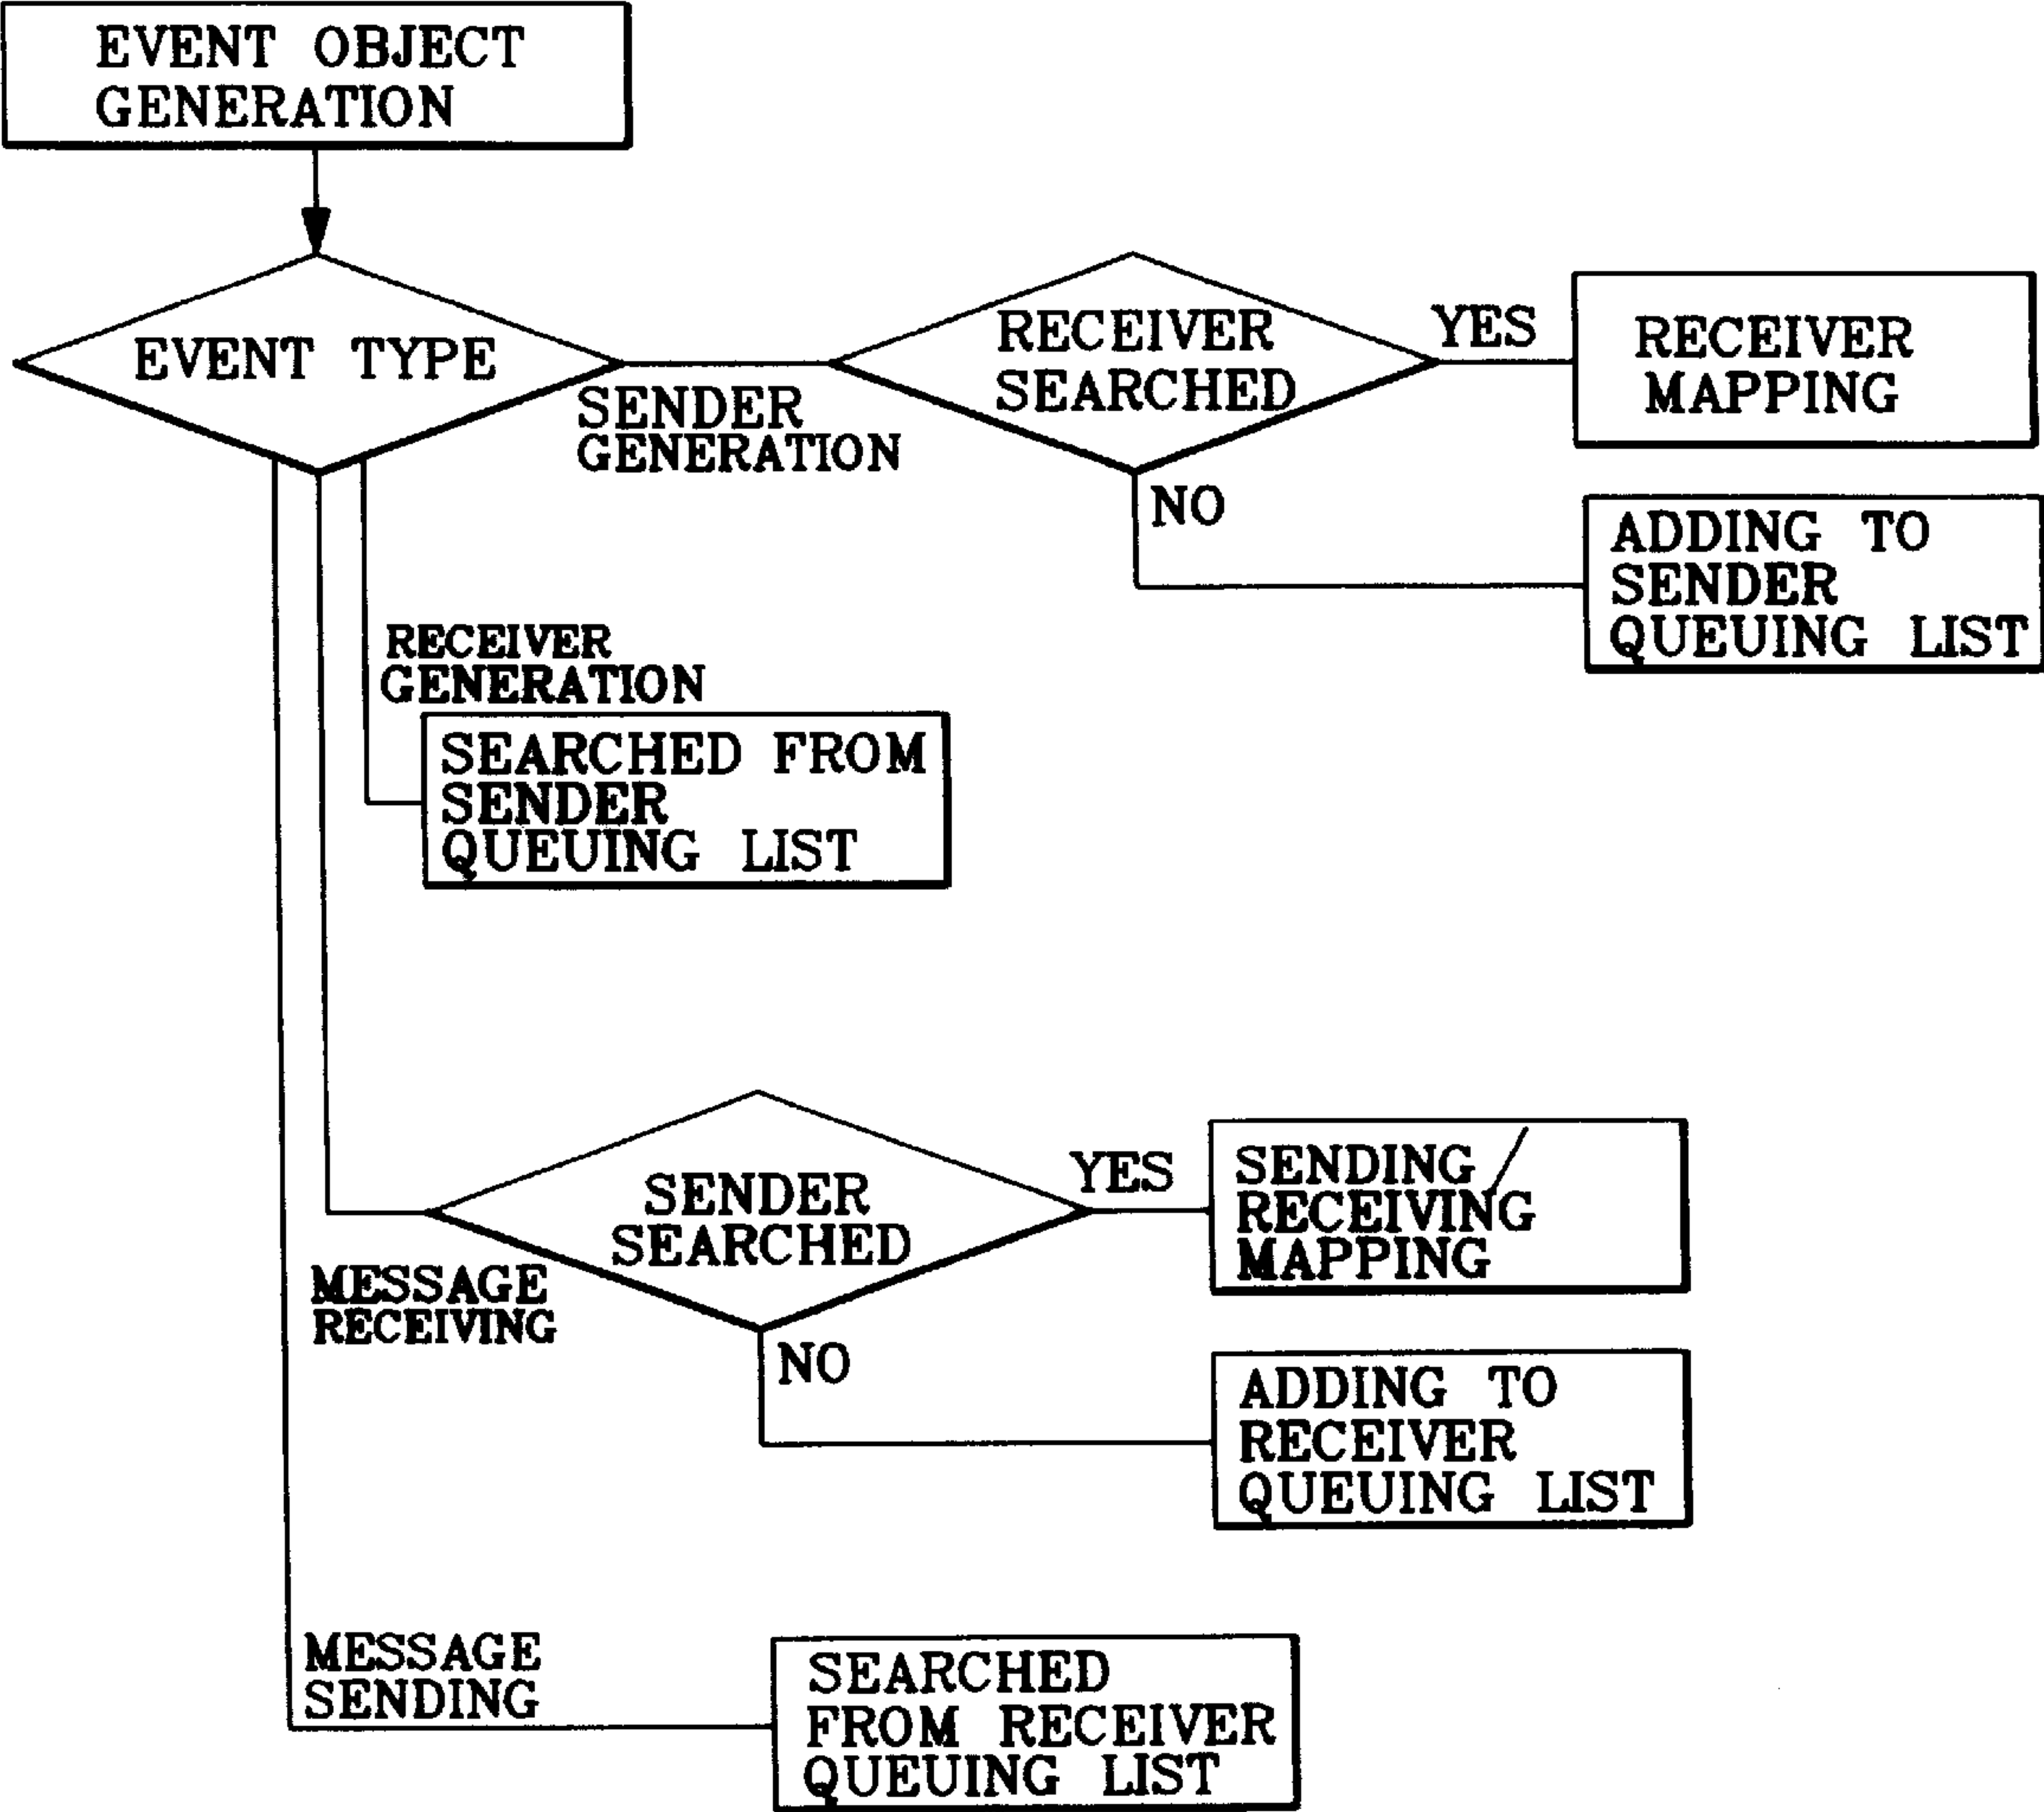 EVENT OBJECT
GENERATION
EVENT TYPE
SENDER
GENERATION
RECEIVER
SEARCHED
YES
RECEIVER
MAPPING
NO
ADDING TO
SENDER
QUEUING LIST
RECEIVER
GENERATION
SEARCHED FROM
SENDER
QUEUING LIST
MESSAGE
RECEIVING
SENDER
SEARCHED
YES
SENDING /
RECEIVING
MAPPING
NO
ADDING TO
RECEIVER
QUEUING LIST
MESSAGE
SENDING
SEARCHED
FROM RECEIVER
QUEUING LIST